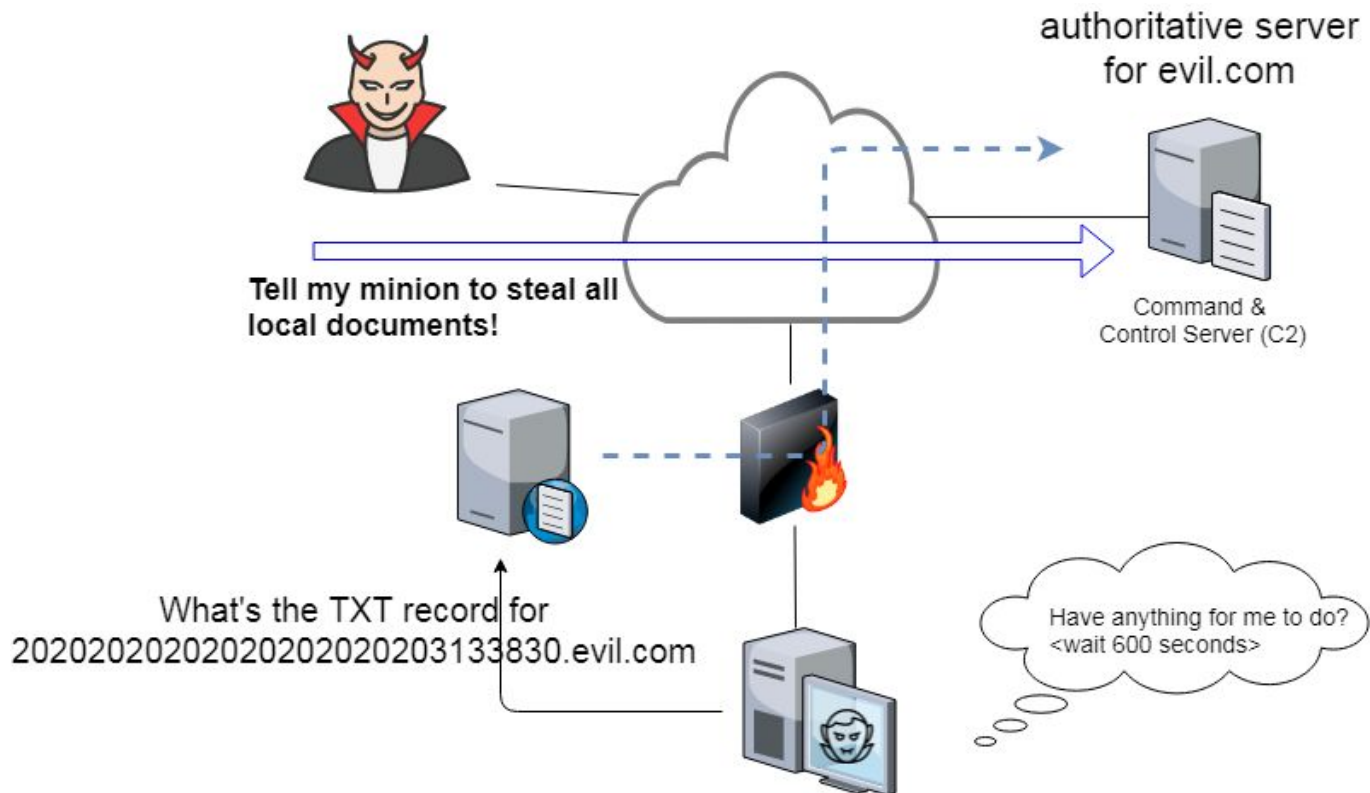 authoritative server
for evil.com
Tell my minion to steal all
local documents!
Command &
Control Server (C2)
What's the TXT record for
2020202020202020202020203133830.evil.com
Have anything for me to do?
<wait 600 seconds>